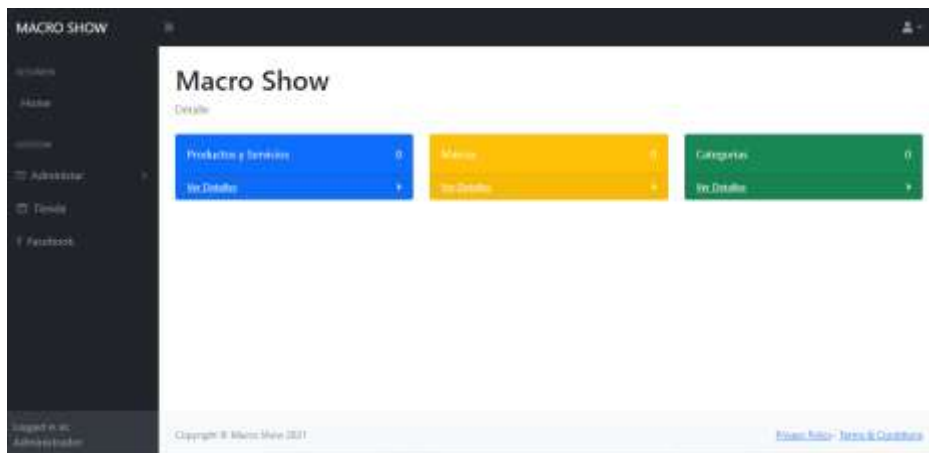 MACRO SHOW
Home
Administrar
Tienda
Facebook
Logged in as:
Administrador
Macro Show
Detalle
Productos y Servicios 0
Ver Detalles
Marcas 0
Ver Detalles
Categorias 0
Ver Detalles
Copyright © Macro Show 2021
Privacy Policy · Terms & Conditions